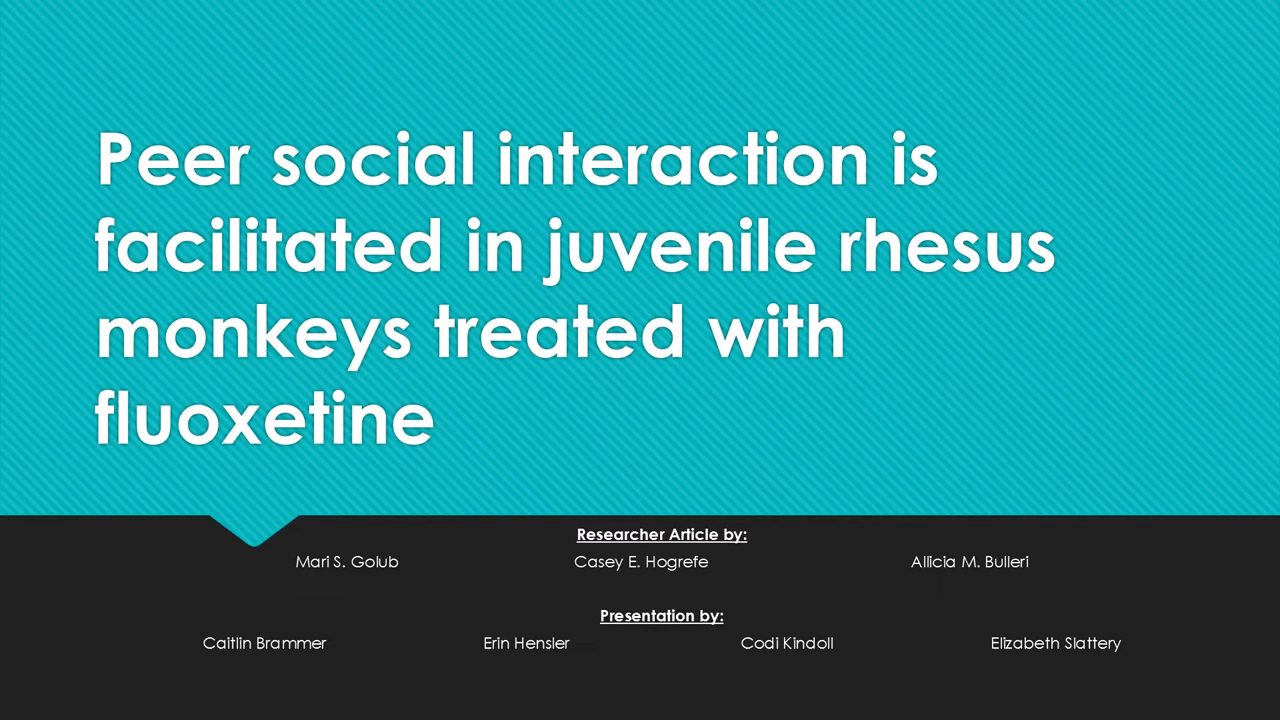 Peer social interaction is
facilitated in juvenile rhesus
monkeys treated with
fluoxetine
Researcher Article by:
Mari S. Golub Casey E. Hogrefe Allicia M. Bulleri
Presentation by:
Caitlin Brammer Erin Hensler Codi Kindoll Elizabeth Slattery